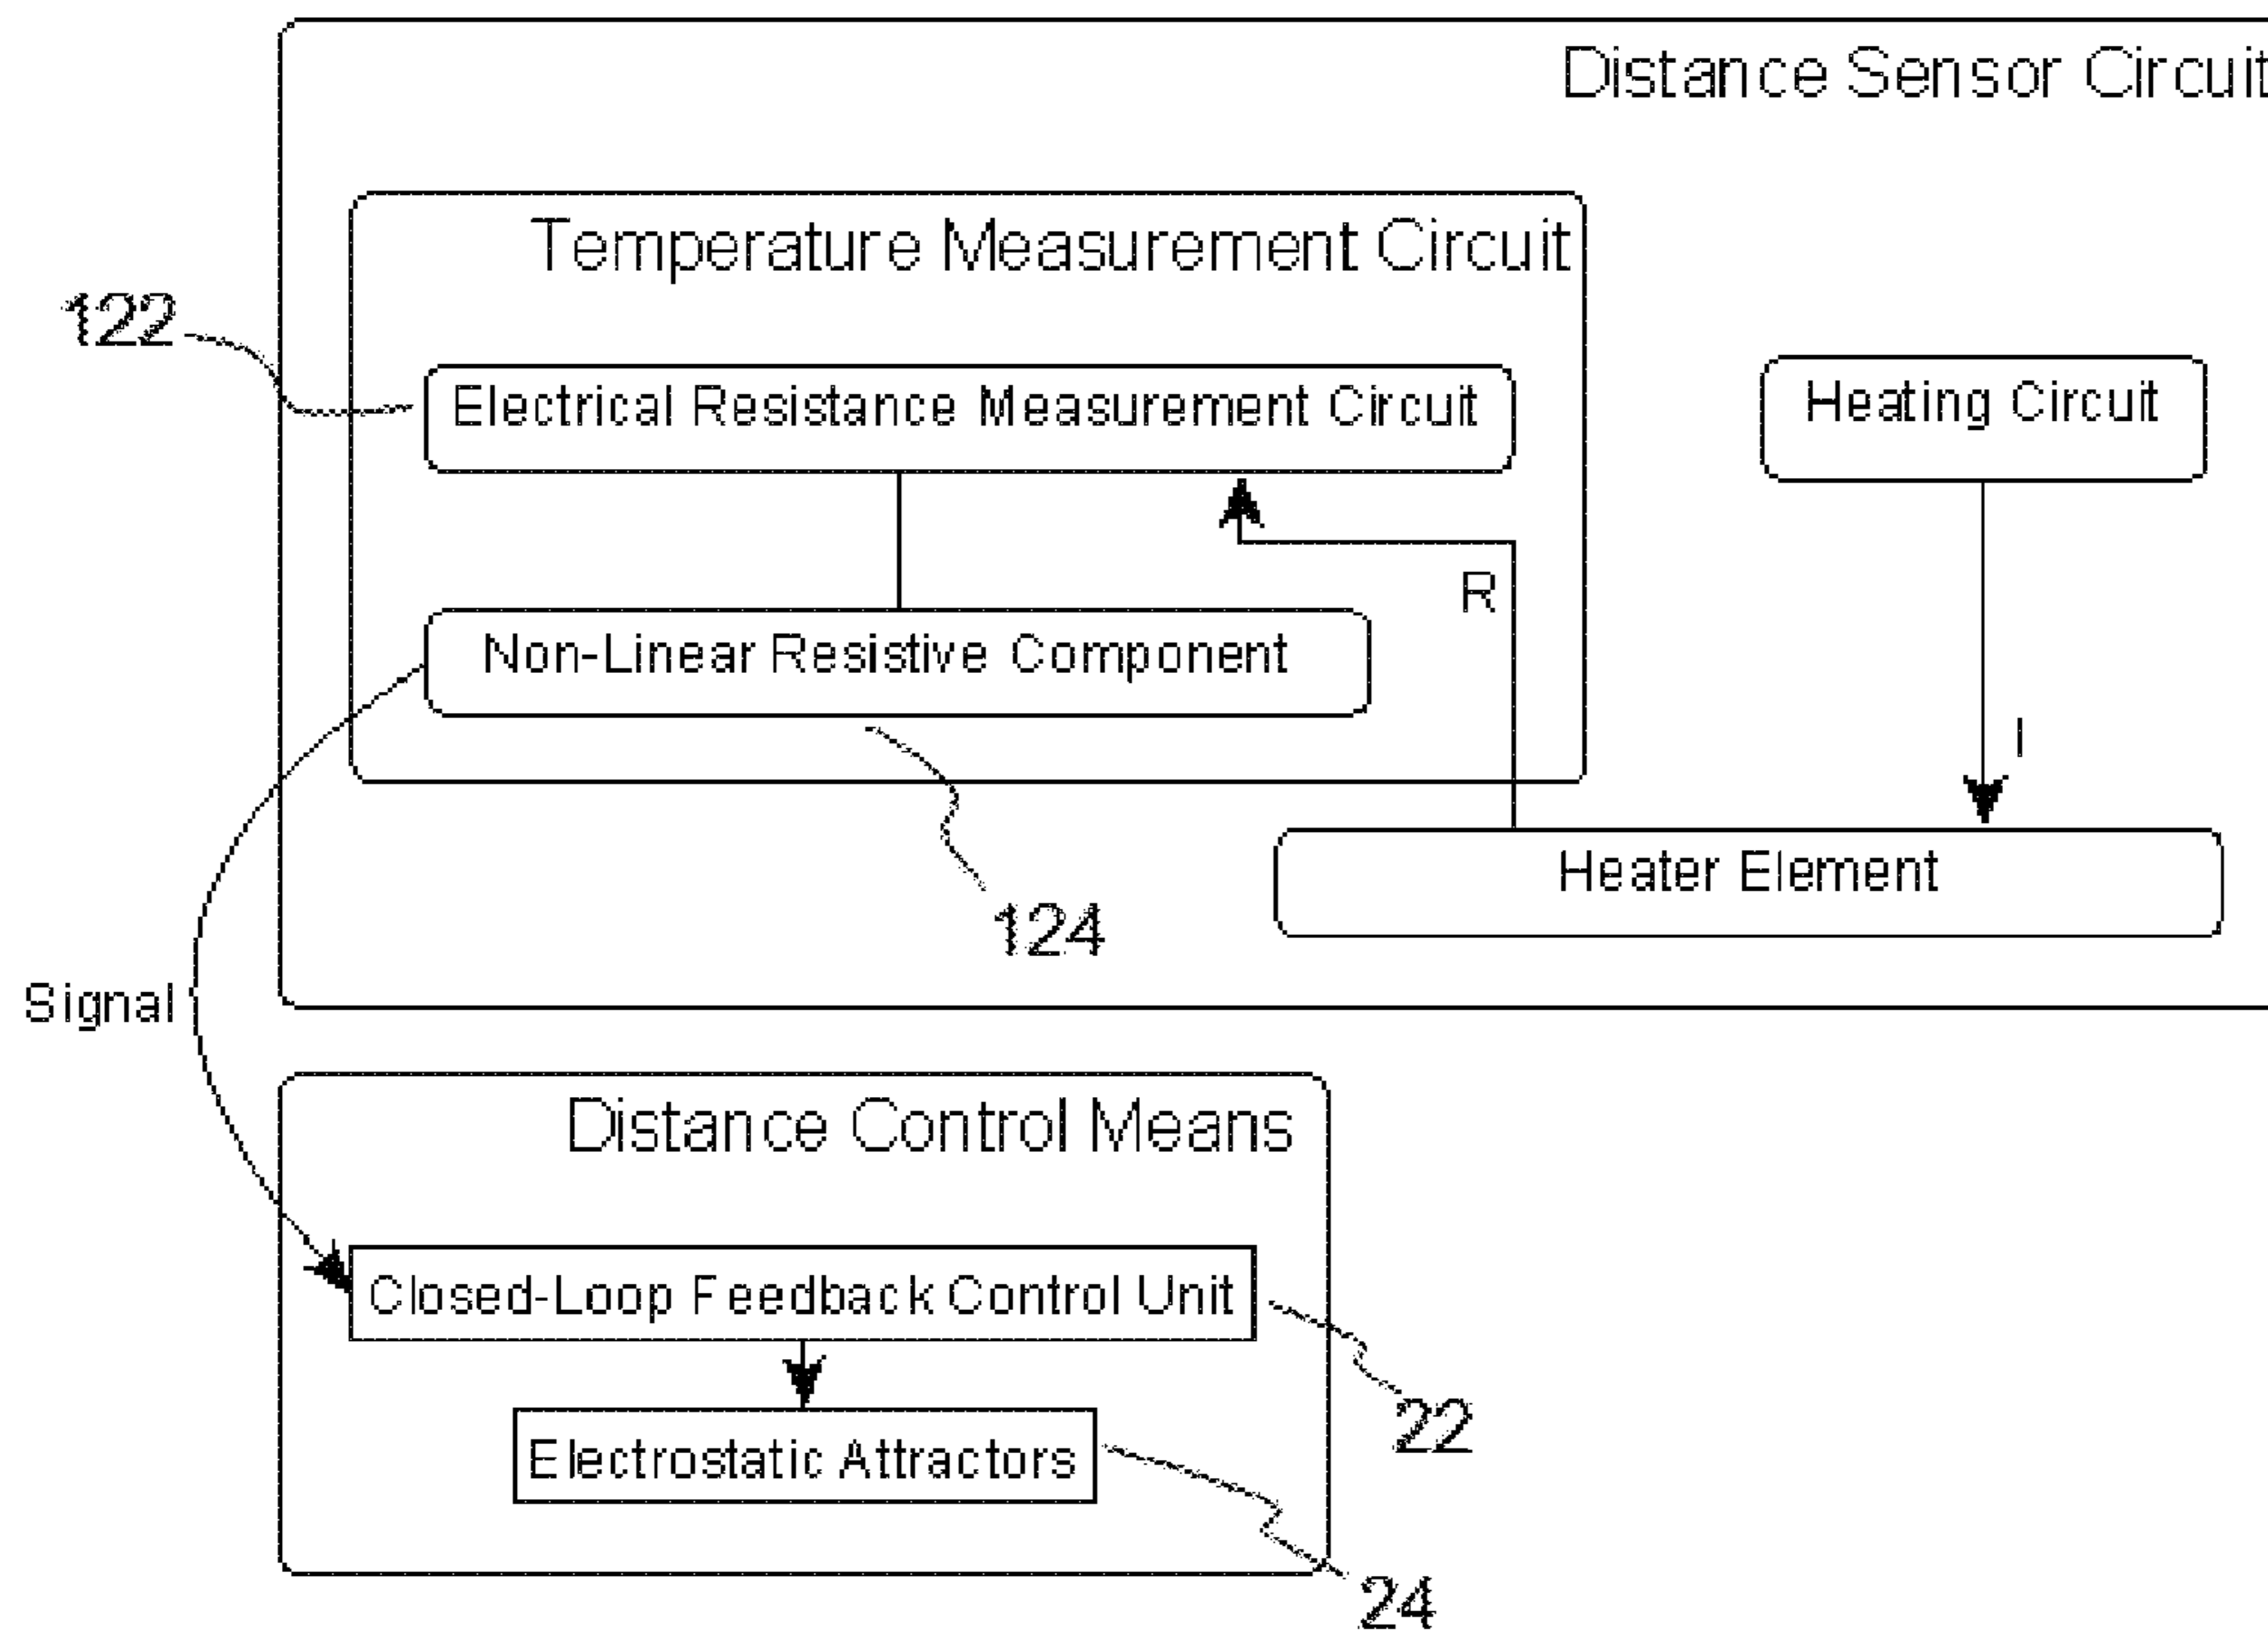 Distance Sensor Circuit
Temperature Measurement Circuit
122
Electrical Resistance Measurement Circuit
Heating Circuit
R
Non-Linear Resistive Component
I
Heater Element
124
Signal
Distance Control Means
Closed-Loop Feedback Control Unit
22
Electrostatic Attractors
24